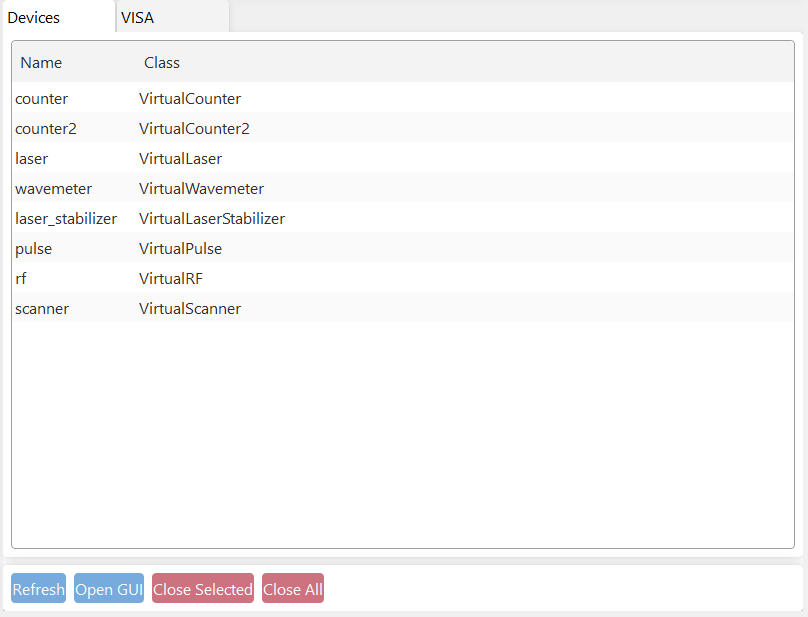 Devices VISA
Name Class
counter VirtualCounter
counter2 VirtualCounter2
laser VirtualLaser
wavemeter VirtualWavemeter
laser_stabilizer VirtualLaserStabilizer
pulse VirtualPulse
rf VirtualRF
scanner VirtualScanner
Refresh Open GUI Close Selected Close All